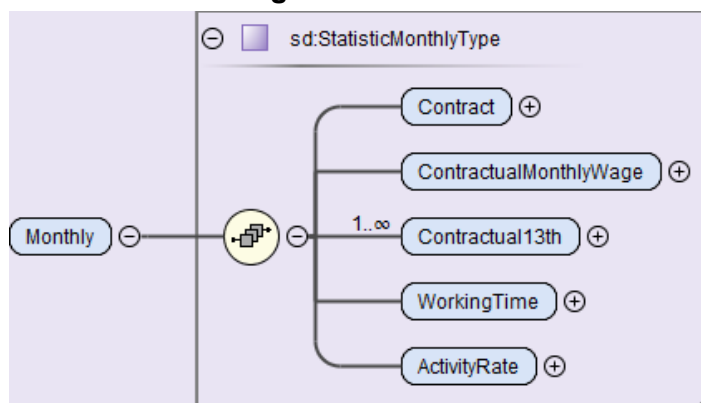 sd:StatisticMonthlyType
Contract
ContractualMonthlyWage
Monthly
1..∞
Contractual13th
WorkingTime
ActivityRate